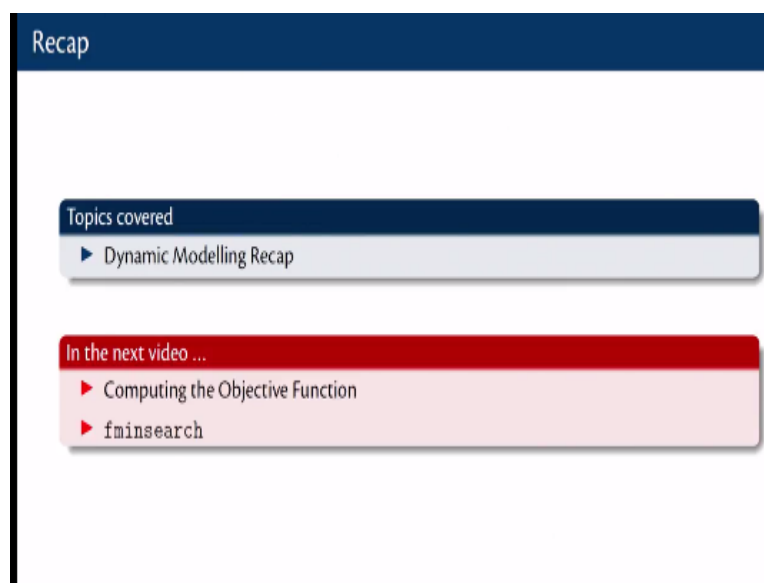 Recap
Topics covered
Dynamic Modelling Recap
In the next video ...
Computing the Objective Function
fminsearch